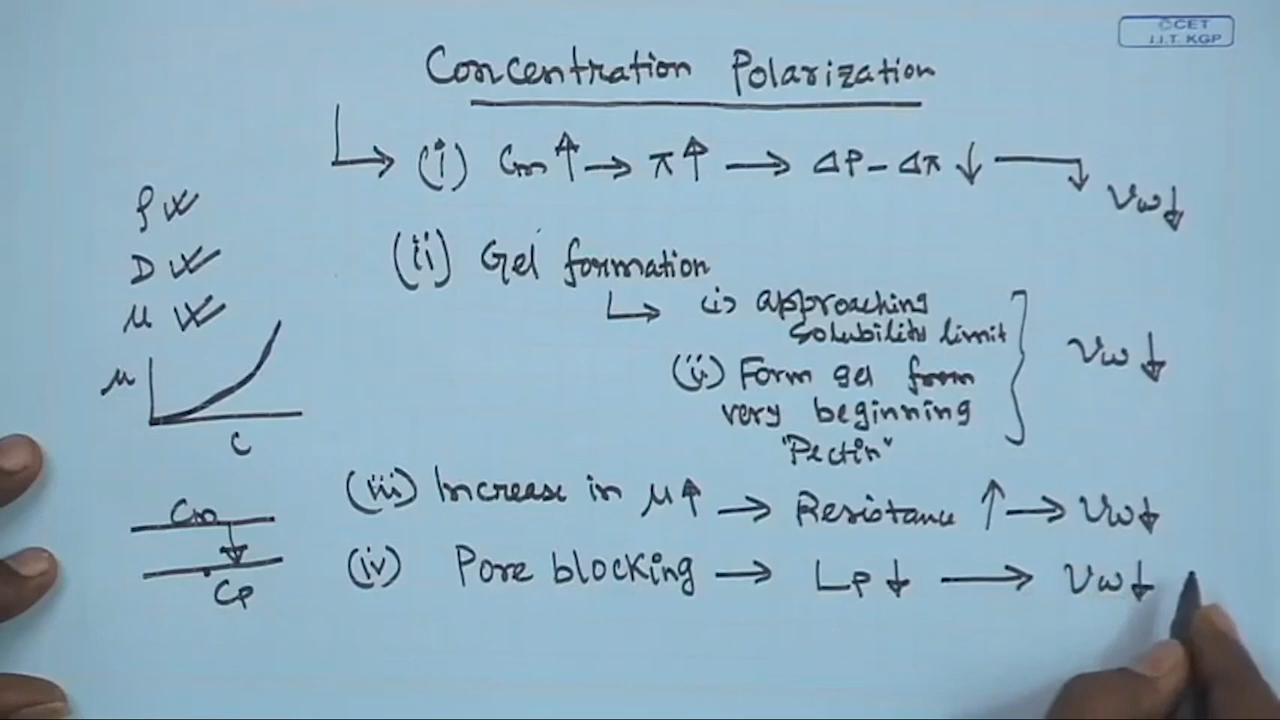 ©CET
I.I.T. KGP
Concentration Polarization
(i) Cm ↑ → π ↑ → ΔP - Δπ ↓ → Vw ↓
ρ
D
μ
(ii) Gel formation
(i) approaching
solubility limit
(ii) Form gel from
very beginning
"Pectin"
Vw ↓
μ
C
(iii) Increase in μ ↑ → Resistance ↑ → Vw ↓
Cm
(iv) Pore blocking → Lp ↓ → Vw ↓
Cp